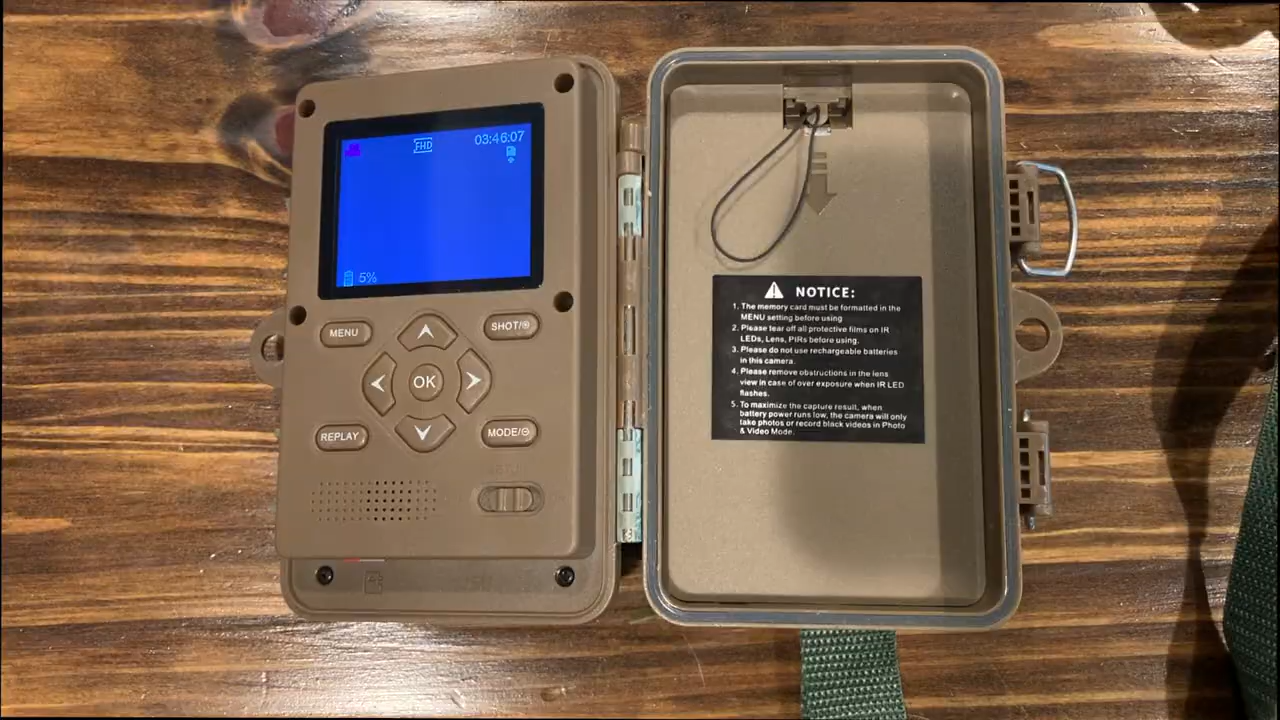 FHD
03:46:07
5%
MENU
SHOT/⊕
OK
REPLAY
MODE/⊖
SETUP
NOTICE:
1. The memory card must be formatted in the
MENU setting before using
2. Please tear off all protective films on IR
LEDs, Lens, PIRs before using.
3. Please do not use rechargeable batteries
in this camera.
4. Please remove obstructions in the lens
view in case of over exposure when IR LED
flashes.
5. To maximize the capture result, when
battery power runs low, the camera will only
take photos or record black videos in Photo
& Video Mode.